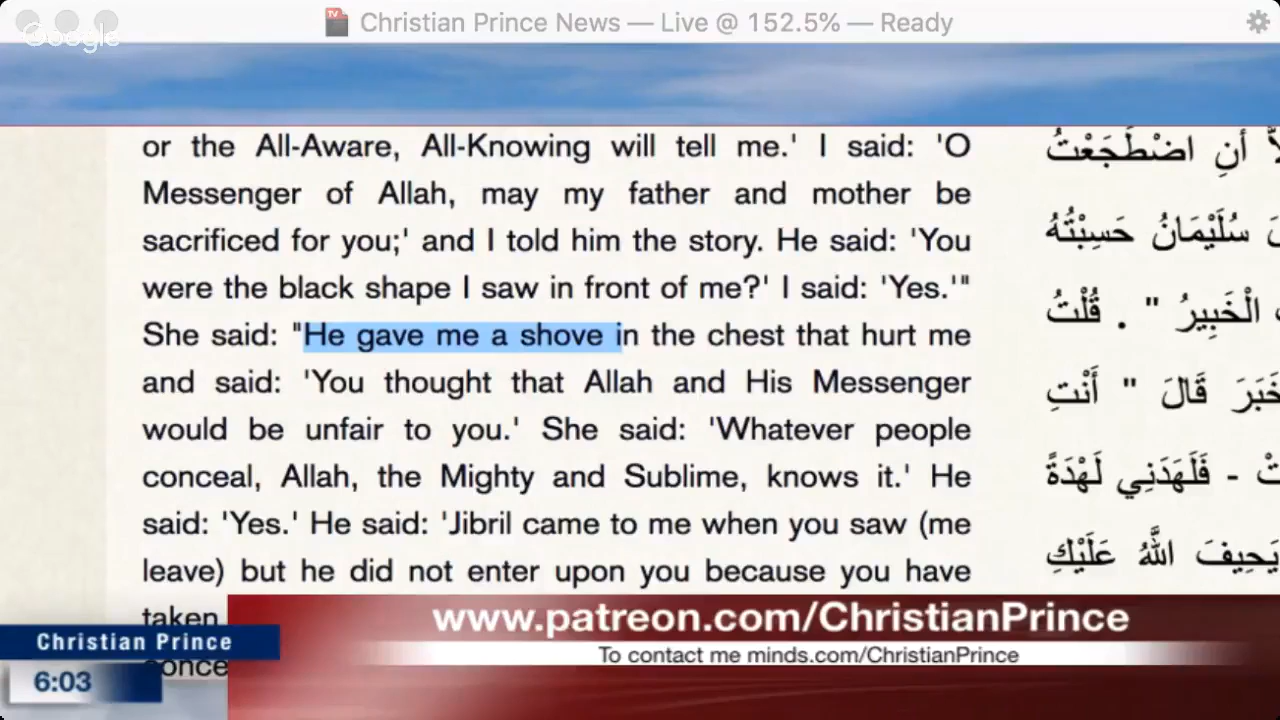 Christian Prince News — Live @ 152.5% — Ready
Google
or the All-Aware, All-Knowing will tell me.' I said: 'O
Messenger of Allah, may my father and mother be
sacrificed for you;' and I told him the story. He said: 'You
were the black shape I saw in front of me?' I said: 'Yes.'"
She said: "He gave me a shove in the chest that hurt me
and said: 'You thought that Allah and His Messenger
would be unfair to you.' She said: 'Whatever people
conceal, Allah, the Mighty and Sublime, knows it.' He
said: 'Yes.' He said: 'Jibril came to me when you saw (me
leave) but he did not enter upon you because you have
taken
أَنِ اضْطَجَعْتُ
سُلَيْمَانُ حَسِبْتُهُ
الْخَبِيرُ " . قُلْتُ
قَالَ " أَنْتِ
- فَلَهَدَنِي لَهْدَةً
يَحِيفَ اللَّهُ عَلَيْكِ
www.patreon.com/ChristianPrince
To contact me minds.com/ChristianPrince
Christian Prince
6:03